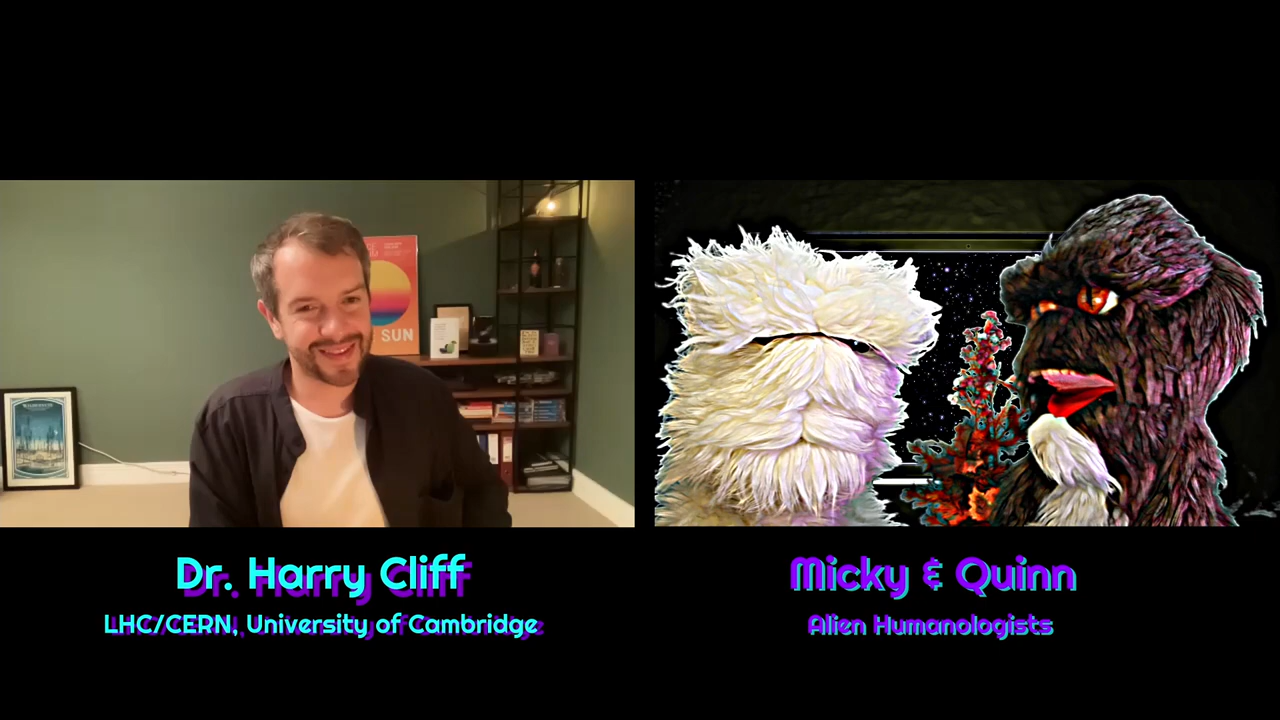 SUN
Dr. Harry Cliff
LHC/CERN, University of Cambridge
Micky & Quinn
Alien Humanologists